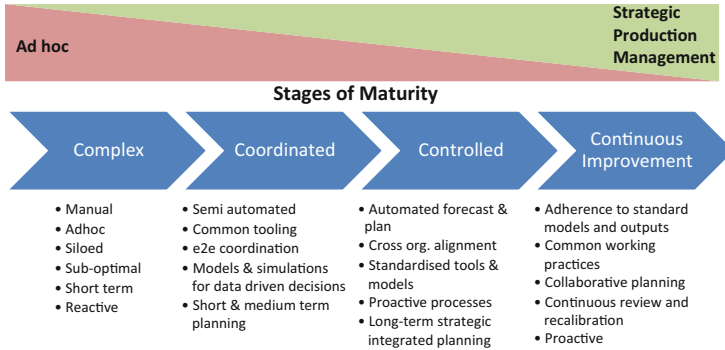 Ad hoc
Strategic
Production
Management
Stages of Maturity
Complex
Coordinated
Controlled
Continuous
Improvement
• Manual
• Adhoc
• Siloed
• Sub-optimal
• Short term
• Reactive
• Semi automated
• Common tooling
• e2e coordination
• Models & simulations
for data driven decisions
• Short & medium term
planning
• Automated forecast &
plan
• Cross org. alignment
• Standardised tools &
models
• Proactive processes
• Long-term strategic
integrated planning
• Adherence to standard
models and outputs
• Common working
practices
• Collaborative planning
• Continuous review and
recalibration
• Proactive